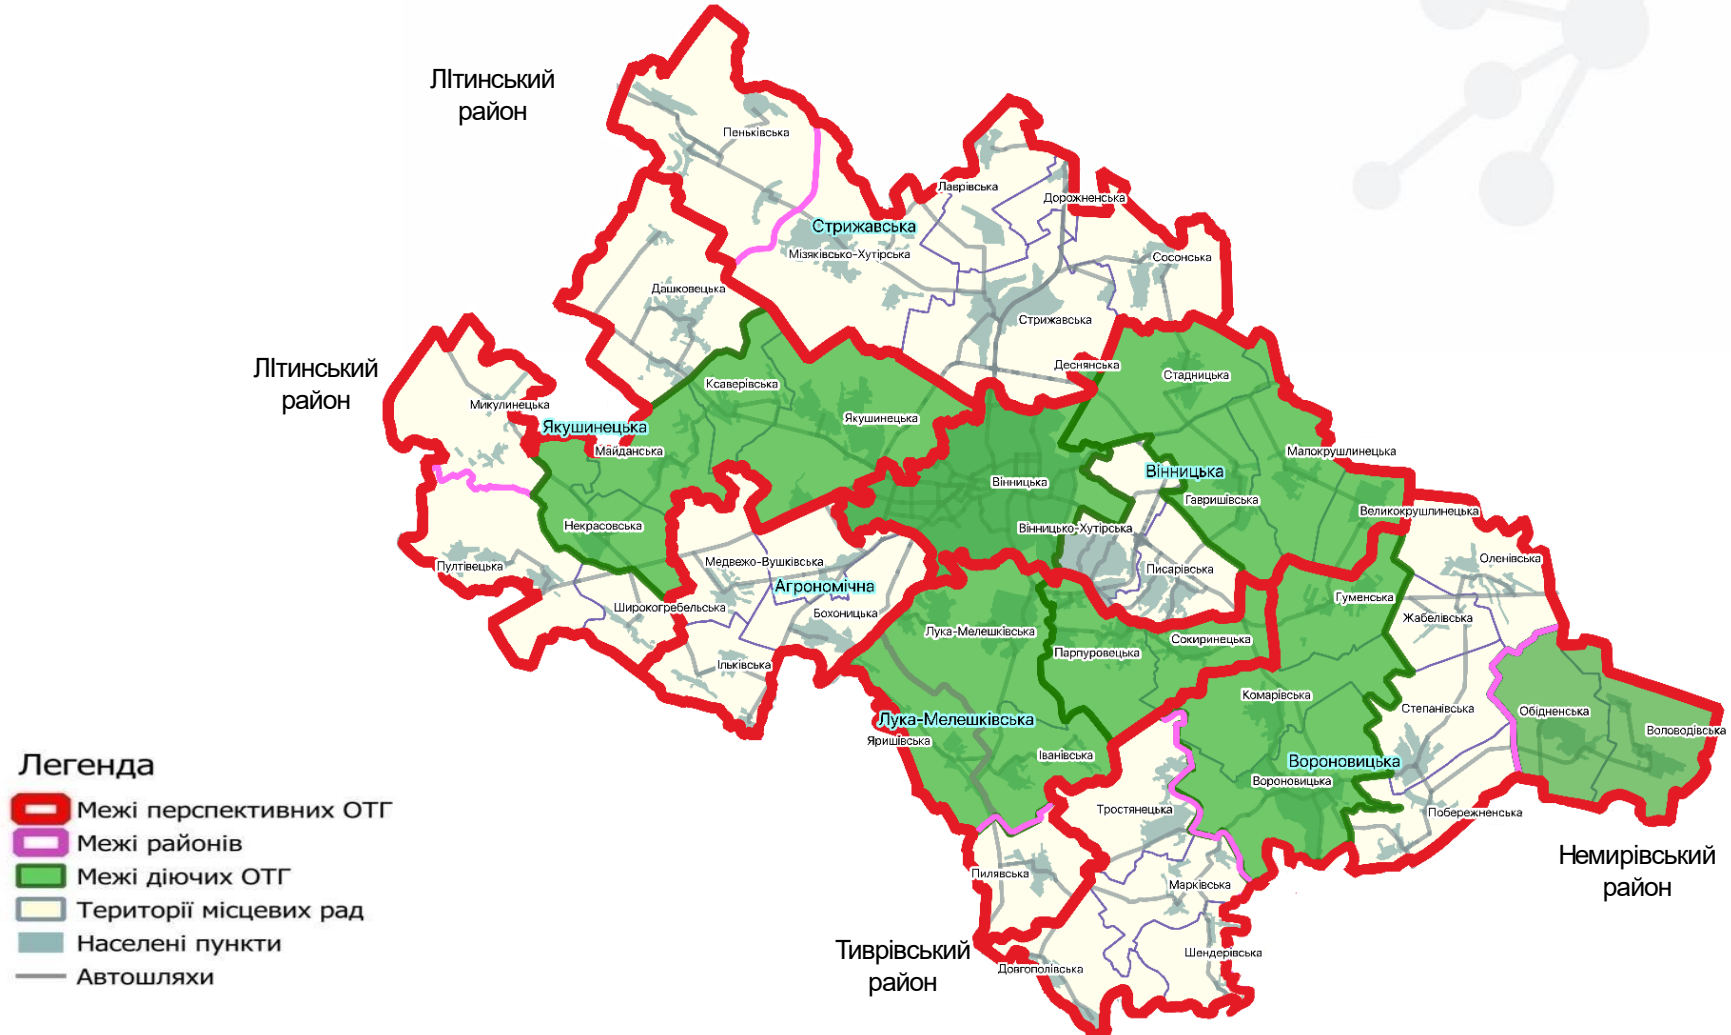 ЛІтинський
район
Пеньківська
Лаврівська
Дорожненська
Стрижавська
Мізяківсько-Хутірська
Сосонська
Дашковецька
Стрижавська
ЛІтинський
район
Деснянська
Стадницька
Ксаверівська
Микулинецька
Якушинецька
Якушинецька
Майданська
Малокрушлинецька
Вінницька
Вінницька
Гавришівська
Великокрушлинецька
Некрасовська
Вінницько-Хутірська
Пултівецька
Медвежо-Вушківська
Писарівська
Оленівська
Агрономічна
Гуменська
Широкогребельська
Бохоницька
Жабелівська
Лука-Мелешківська
Сокиринецька
Парпуровецька
Ільківська
Комарівська
Степанівська
Обідненська
Воловодівська
Лука-Мелешківська
Яришівська
Іванівська
Вороновицька
Вороновицька
Тростянецька
Побережненська
Немирівський
район
Пилявська
Марківська
Тиврівський
район
Шендерівська
Довгополівська
Легенда
Межі перспективних ОТГ
Межі районів
Межі діючих ОТГ
Території місцевих рад
Населені пункти
Автошляхи